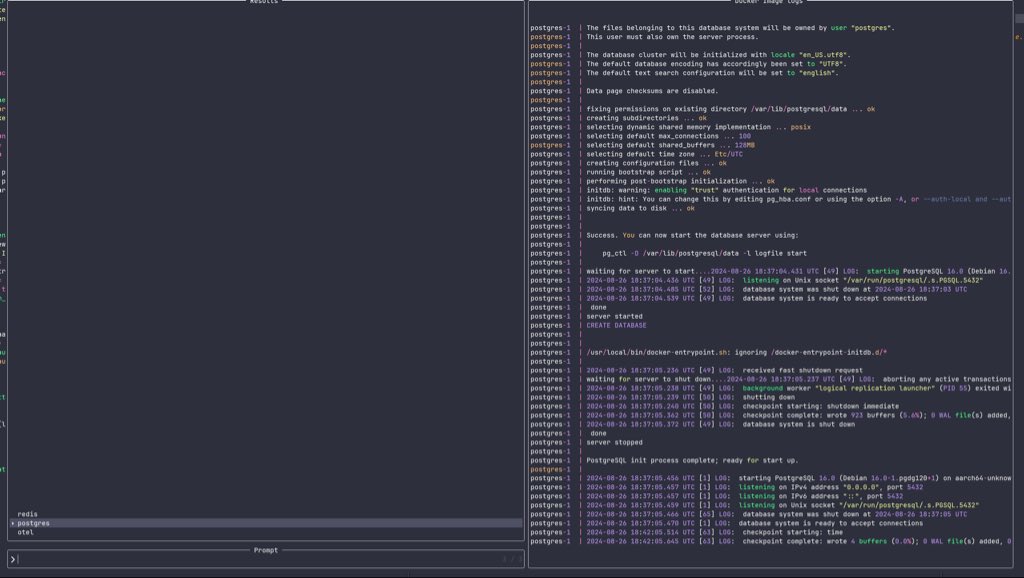 Results
redis
postgres
otel
Prompt
Docker image logs
postgres-1 | The files belonging to this database system will be owned by user "postgres".
postgres-1 | This user must also own the server process.
postgres-1 |
postgres-1 | The database cluster will be initialized with locale "en_US.utf8".
postgres-1 | The default database encoding has accordingly been set to "UTF8".
postgres-1 | The default text search configuration will be set to "english".
postgres-1 |
postgres-1 | Data page checksums are disabled.
postgres-1 |
postgres-1 | fixing permissions on existing directory /var/lib/postgresql/data ... ok
postgres-1 | creating subdirectories ... ok
postgres-1 | selecting dynamic shared memory implementation ... posix
postgres-1 | selecting default max_connections ... 100
postgres-1 | selecting default shared_buffers ... 128MB
postgres-1 | selecting default time zone ... Etc/UTC
postgres-1 | creating configuration files ... ok
postgres-1 | running bootstrap script ... ok
postgres-1 | performing post-bootstrap initialization ... ok
postgres-1 | initdb: warning: enabling "trust" authentication for local connections
postgres-1 | initdb: hint: You can change this by editing pg_hba.conf or using the option -A, or --auth-local and --aut
postgres-1 | syncing data to disk ... ok
postgres-1 |
postgres-1 |
postgres-1 | Success. You can now start the database server using:
postgres-1 |
postgres-1 | pg_ctl -D /var/lib/postgresql/data -l logfile start
postgres-1 |
postgres-1 | waiting for server to start....2024-08-26 18:37:04.431 UTC [49] LOG: starting PostgreSQL 16.0 (Debian 16.
postgres-1 | 2024-08-26 18:37:04.436 UTC [49] LOG: listening on Unix socket "/var/run/postgresql/.s.PGSQL.5432"
postgres-1 | 2024-08-26 18:37:04.485 UTC [52] LOG: database system was shut down at 2024-08-26 18:37:03 UTC
postgres-1 | 2024-08-26 18:37:04.539 UTC [49] LOG: database system is ready to accept connections
postgres-1 | done
postgres-1 | server started
postgres-1 | CREATE DATABASE
postgres-1 |
postgres-1 |
postgres-1 | /usr/local/bin/docker-entrypoint.sh: ignoring /docker-entrypoint-initdb.d/*
postgres-1 |
postgres-1 | 2024-08-26 18:37:05.236 UTC [49] LOG: received fast shutdown request
postgres-1 | waiting for server to shut down....2024-08-26 18:37:05.237 UTC [49] LOG: aborting any active transactions
postgres-1 | 2024-08-26 18:37:05.238 UTC [49] LOG: background worker "logical replication launcher" (PID 55) exited wi
postgres-1 | 2024-08-26 18:37:05.239 UTC [50] LOG: shutting down
postgres-1 | 2024-08-26 18:37:05.240 UTC [50] LOG: checkpoint starting: shutdown immediate
postgres-1 | 2024-08-26 18:37:05.362 UTC [50] LOG: checkpoint complete: wrote 923 buffers (5.6%); 0 WAL file(s) added,
postgres-1 | 2024-08-26 18:37:05.372 UTC [49] LOG: database system is shut down
postgres-1 | done
postgres-1 | server stopped
postgres-1 |
postgres-1 | PostgreSQL init process complete; ready for start up.
postgres-1 |
postgres-1 | 2024-08-26 18:37:05.456 UTC [1] LOG: starting PostgreSQL 16.0 (Debian 16.0-1.pgdg120+1) on aarch64-unknow
postgres-1 | 2024-08-26 18:37:05.457 UTC [1] LOG: listening on IPv4 address "0.0.0.0", port 5432
postgres-1 | 2024-08-26 18:37:05.457 UTC [1] LOG: listening on IPv6 address "::", port 5432
postgres-1 | 2024-08-26 18:37:05.459 UTC [1] LOG: listening on Unix socket "/var/run/postgresql/.s.PGSQL.5432"
postgres-1 | 2024-08-26 18:37:05.466 UTC [65] LOG: database system was shut down at 2024-08-26 18:37:05 UTC
postgres-1 | 2024-08-26 18:37:05.470 UTC [1] LOG: database system is ready to accept connections
postgres-1 | 2024-08-26 18:42:05.514 UTC [63] LOG: checkpoint starting: time
postgres-1 | 2024-08-26 18:42:05.645 UTC [63] LOG: checkpoint complete: wrote 4 buffers (0.0%); 0 WAL file(s) added, 0